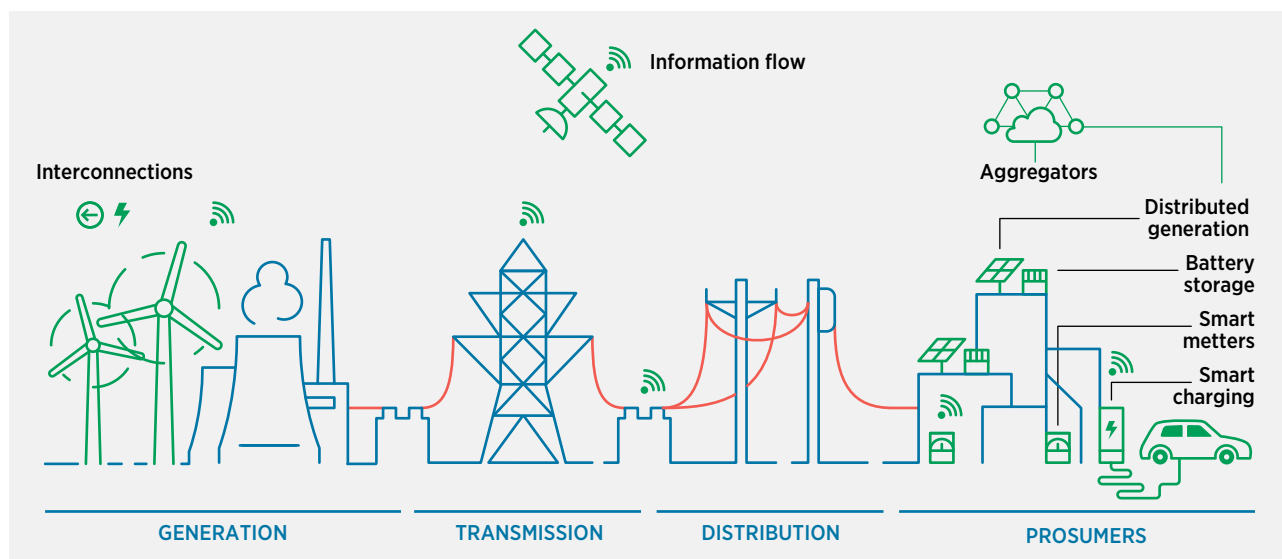 Information flow
Interconnections
Aggregators
Distributed
generation
Battery
storage
Smart
metters
Smart
charging
GENERATION
TRANSMISSION
DISTRIBUTION
PROSUMERS